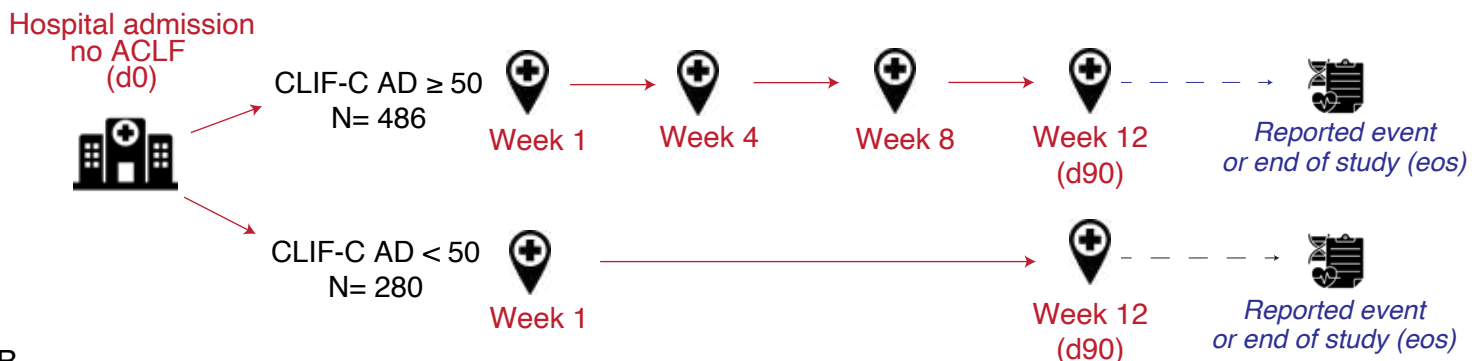 Hospital admission
no ACLF
(d0)
CLIF-C AD ≥ 50
N= 486
Week 1
Week 4
Week 8
Week 12
(d90)
Reported event
or end of study (eos)
CLIF-C AD < 50
N= 280
Week 1
Week 12
(d90)
Reported event
or end of study (eos)
B